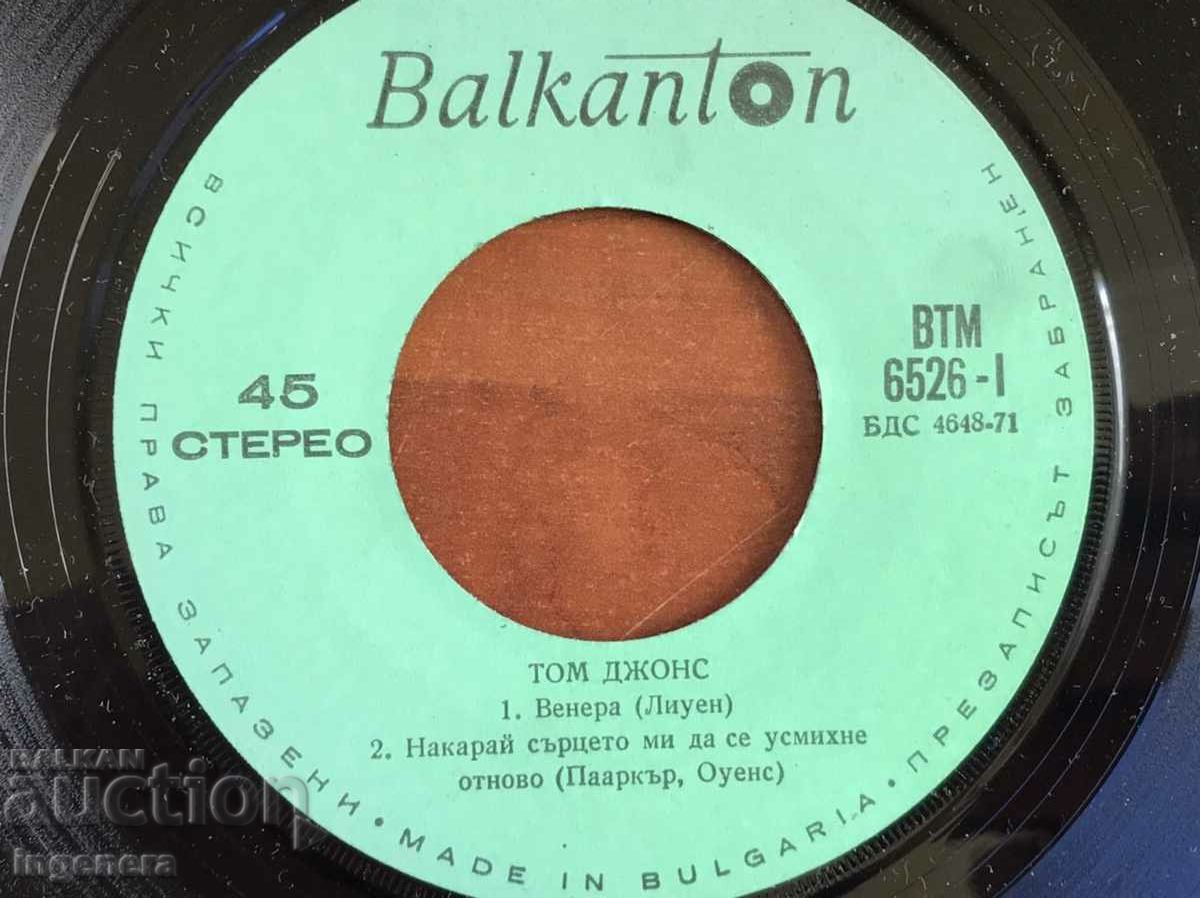 Balkanton
45
СТЕРЕО
ВТМ
6526-I
БДС 4648-71
ТОМ ДЖОНС
1. Венера (Лиуен)
2. Накарай сърцето ми да се усмихне
отново (Пааркър, Оуенс)
ВСИЧКИ ПРАВА ЗАПАЗЕНИ • MADE IN BULGARIA • ПРЕЗАПИСЪТ ЗАБРАНЕН
BALKAN
auction
ingenera